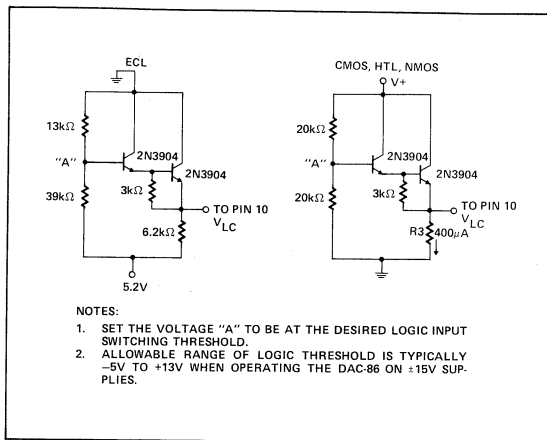 ECL
CMOS, HTL, NMOS
V+
13kΩ
"A"
2N3904
2N3904
39kΩ
3kΩ
TO PIN 10
VLC
6.2kΩ
5.2V
20kΩ
"A"
2N3904
2N3904
20kΩ
3kΩ
TO PIN 10
VLC
R3
400μA
NOTES:
1. SET THE VOLTAGE "A" TO BE AT THE DESIRED LOGIC INPUT
SWITCHING THRESHOLD.
2. ALLOWABLE RANGE OF LOGIC THRESHOLD IS TYPICALLY
−5V TO +13V WHEN OPERATING THE DAC-86 ON ±15V SUP-
PLIES.